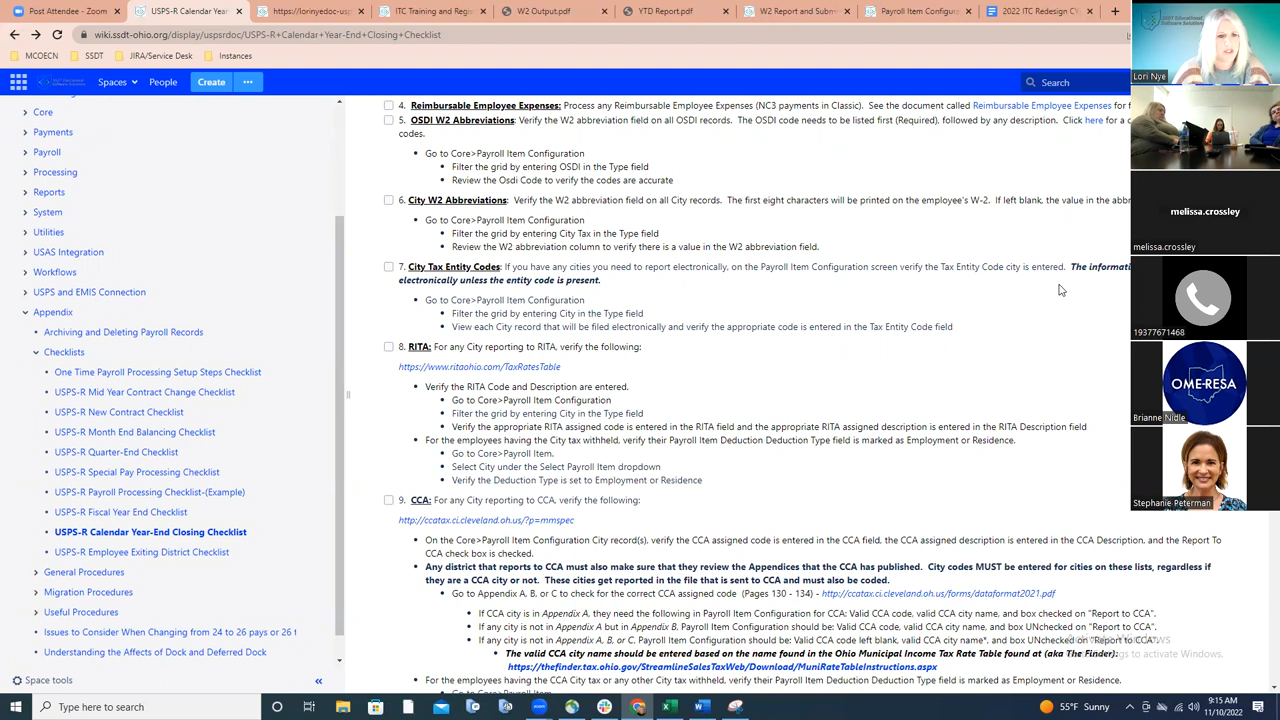 Attendees - All Do
USPS-R Calendar Yea
https://lorinyedoc-us
ITC Training and Regi
W2 Output.pdf
YTD Report.pdf
W2 Report and Subm
Payroll Item Configura
2022 ITC Redesign CY
wiki.ssdt-ohio.org/display/uspsrdoc/USPS-R+Calendar+Year-End+Closing+Checklist
MCOECN
SSDT
JIRA/Service Desk
Instances
Spaces
People
Create
Search
Core
Payments
Payroll
Processing
Reports
System
Utilities
USAS Integration
Workflows
USPS and EMIS Connection
Appendix
Archiving and Deleting Payroll Records
Checklists
One Time Payroll Processing Setup Steps Checklist
USPS-R Mid Year Contract Change Checklist
USPS-R New Contract Checklist
USPS-R Month End Balancing Checklist
USPS-R Quarter-End Checklist
USPS-R Special Pay Processing Checklist
USPS-R Payroll Processing Checklist-(Example)
USPS-R Fiscal Year End Checklist
USPS-R Calendar Year-End Closing Checklist
USPS-R Employee Exiting District Checklist
General Procedures
Migration Procedures
Useful Procedures
Issues to Consider When Changing from 24 to 26 pays or 26 t
Understanding the Affects of Dock and Deferred Dock
Space tools
4. Reimbursable Employee Expenses: Process any Reimbursable Employee Expenses (NC3 payments in Classic). See the document called Reimbursable Employee Expenses for f
5. OSDI W2 Abbreviations: Verify the W2 abbreviation field on all OSDI records. The OSDI code needs to be listed first (Required), followed by any description. Click here for a c
codes.
Go to Core>Payroll Item Configuration
Filter the grid by entering OSDI in the Type field
Review the Osdi Code to verify the codes are accurate
6. City W2 Abbreviations: Verify the W2 abbreviation field on all City records. The first eight characters will be printed on the employee's W-2. If left blank, the value in the abbr
Go to Core>Payroll Item Configuration
Filter the grid by entering City Tax in the Type field
Review the W2 abbreviation column to verify there is a value in the W2 abbreviation field.
7. City Tax Entity Codes: If you have any cities you need to report electronically, on the Payroll Item Configuration screen verify the Tax Entity Code city is entered. The informati
electronically unless the entity code is present.
Go to Core>Payroll Item Configuration
Filter the grid by entering City in the Type field
View each City record that will be filed electronically and verify the appropriate code is entered in the Tax Entity Code field
8. RITA: For any City reporting to RITA, verify the following:
https://www.ritaohio.com/TaxRatesTable
Verify the RITA Code and Description are entered.
Go to Core>Payroll Item Configuration
Filter the grid by entering City in the Type field
Verify the appropriate RITA assigned code is entered in the RITA field and the appropriate RITA assigned description is entered in the RITA Description field
For the employees having the City tax withheld, verify their Payroll Item Deduction Deduction Type field is marked as Employment or Residence.
Go to Core>Payroll Item.
Select City under the Select Payroll Item dropdown
Verify the Deduction Type is set to Employment or Residence
9. CCA: For any City reporting to CCA, verify the following:
http://ccatax.ci.cleveland.oh.us/?p=mmspec
On the Core>Payroll Item Configuration City record(s), verify the CCA assigned code is entered in the CCA field, the CCA assigned description is entered in the CCA Description, and the Report To
CCA check box is checked.
Any district that reports to CCA must also make sure that they review the Appendices that the CCA has published. City codes MUST be entered for cities on these lists, regardless if
they are a CCA city or not. These cities get reported in the file that is sent to CCA and must also be coded.
Go to Appendix A, B, or C to check for the correct CCA assigned code (Pages 130 - 134) - http://ccatax.ci.cleveland.oh.us/forms/dataformat2021.pdf
If CCA city is in Appendix A, they need the following in Payroll Item Configuration for CCA: Valid CCA code, valid CCA city name, and box checked on "Report to CCA".
If any city is not in Appendix A but in Appendix B, Payroll Item Configuration should be: Valid CCA code, valid CCA city name, and box UNchecked on "Report to CCA".
If any city is not in Appendix A, B, or C, Payroll Item Configuration should be: Valid CCA code left blank, valid CCA city name*, and box UNchecked on "Report to CCA".
The valid CCA city name should be entered based on the name found in the Ohio Municipal Income Tax Rate Table found at (aka The Finder):
https://thefinder.tax.ohio.gov/StreamlineSalesTaxWeb/Download/MuniRateTableInstructions.aspx
For the employees having the CCA City tax or any other City tax withheld, verify their Payroll Item Deduction Deduction Type field is marked as Employment or Residence.
Go to Core>Payroll Item
Lori Nye
melissa.crossley
melissa.crossley
19377671468
OME-RESA
Brianne Nidle
Stephanie Peterman
Type here to search
55°F Sunny
9:15 AM
11/10/2022